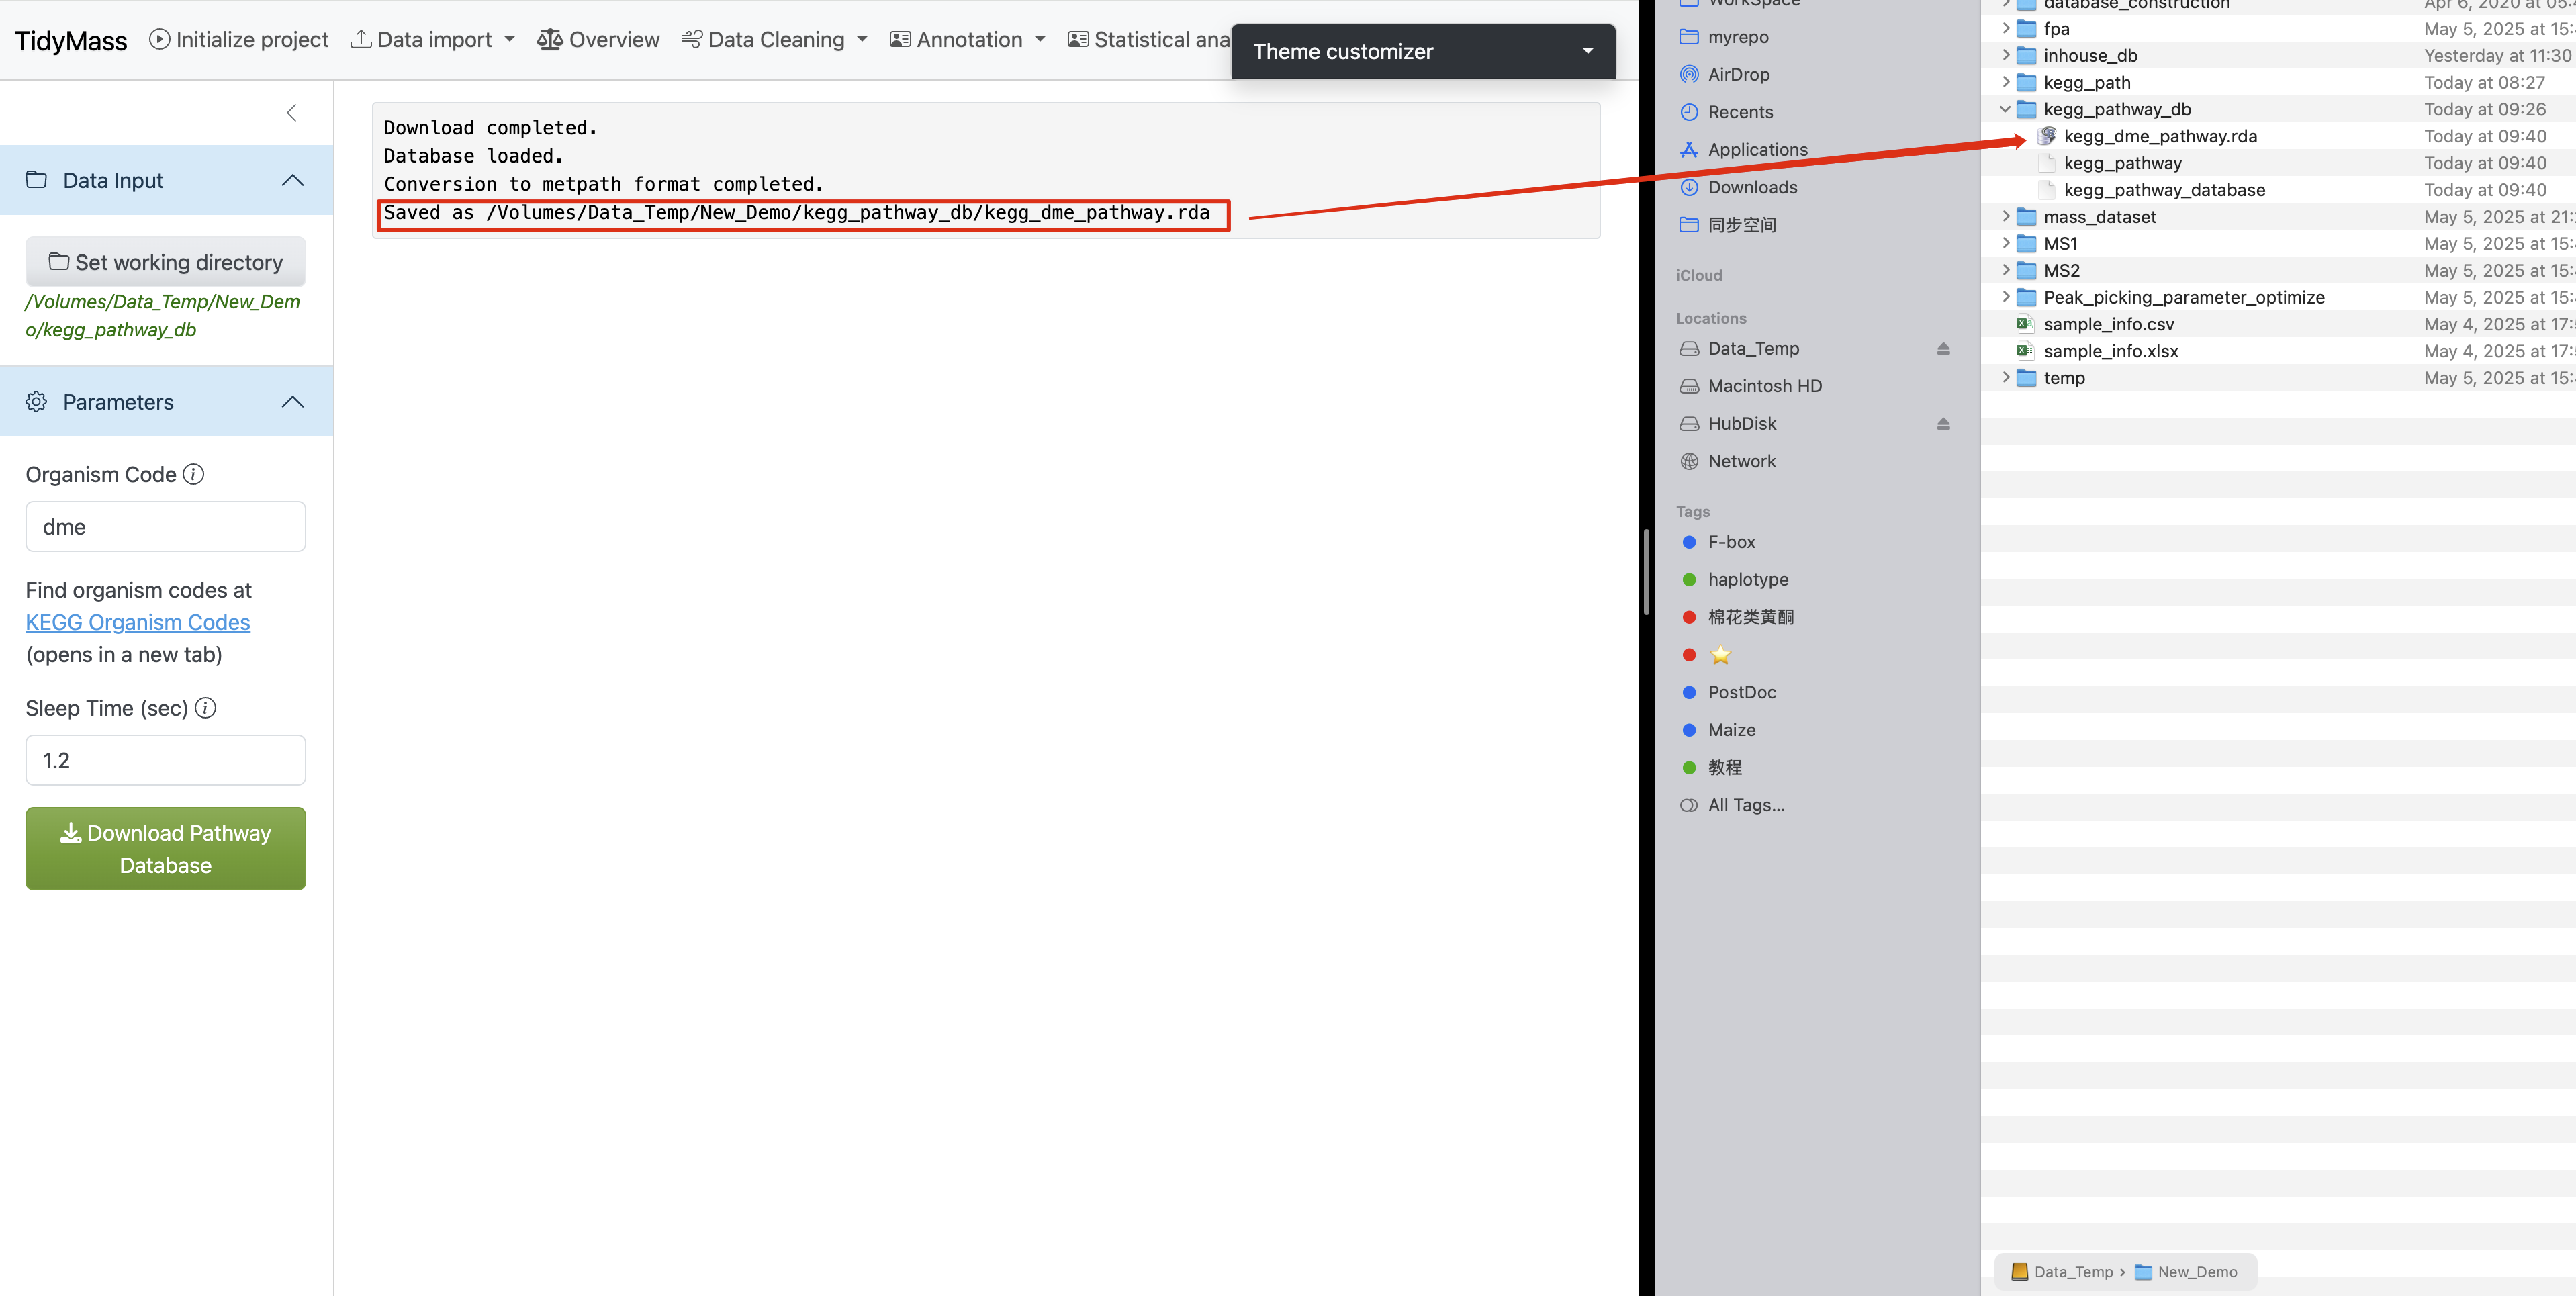 TidyMass
Initialize project
Data import
Overview
Data Cleaning
Annotation
Statistical ana
Theme customizer
Data Input
Set working directory
/Volumes/Data_Temp/New_Dem
o/kegg_pathway_db
Parameters
Organism Code
dme
Find organism codes at
KEGG Organism Codes
(opens in a new tab)
Sleep Time (sec)
1.2
Download Pathway
Database
Download completed.
Database loaded.
Conversion to metpath format completed.
Saved as /Volumes/Data_Temp/New_Demo/kegg_pathway_db/kegg_dme_pathway.rda
WorkSpace
myrepo
AirDrop
Recents
Applications
Downloads
同步空间
iCloud
Locations
Data_Temp
Macintosh HD
HubDisk
Network
Tags
F-box
haplotype
棉花类黄酮
PostDoc
Maize
教程
All Tags...
database_construction
fpa May 5, 2025 at 15:
inhouse_db Yesterday at 11:30
kegg_path Today at 08:27
kegg_pathway_db Today at 09:26
kegg_dme_pathway.rda Today at 09:40
kegg_pathway Today at 09:40
kegg_pathway_database Today at 09:40
mass_dataset May 5, 2025 at 21:
MS1 May 5, 2025 at 15:
MS2 May 5, 2025 at 15:
Peak_picking_parameter_optimize May 5, 2025 at 15:
sample_info.csv May 4, 2025 at 17:
sample_info.xlsx May 4, 2025 at 17:
temp May 5, 2025 at 15:
Data_Temp › New_Demo